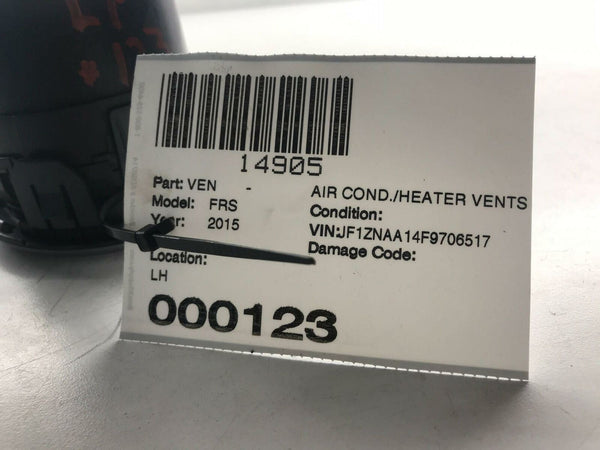 14905
Part: VEN - AIR COND./HEATER VENTS
Model: FRS Condition:
Year: 2015 VIN:JF1ZNAA14F9706517
Damage Code:
Location:
LH
000123